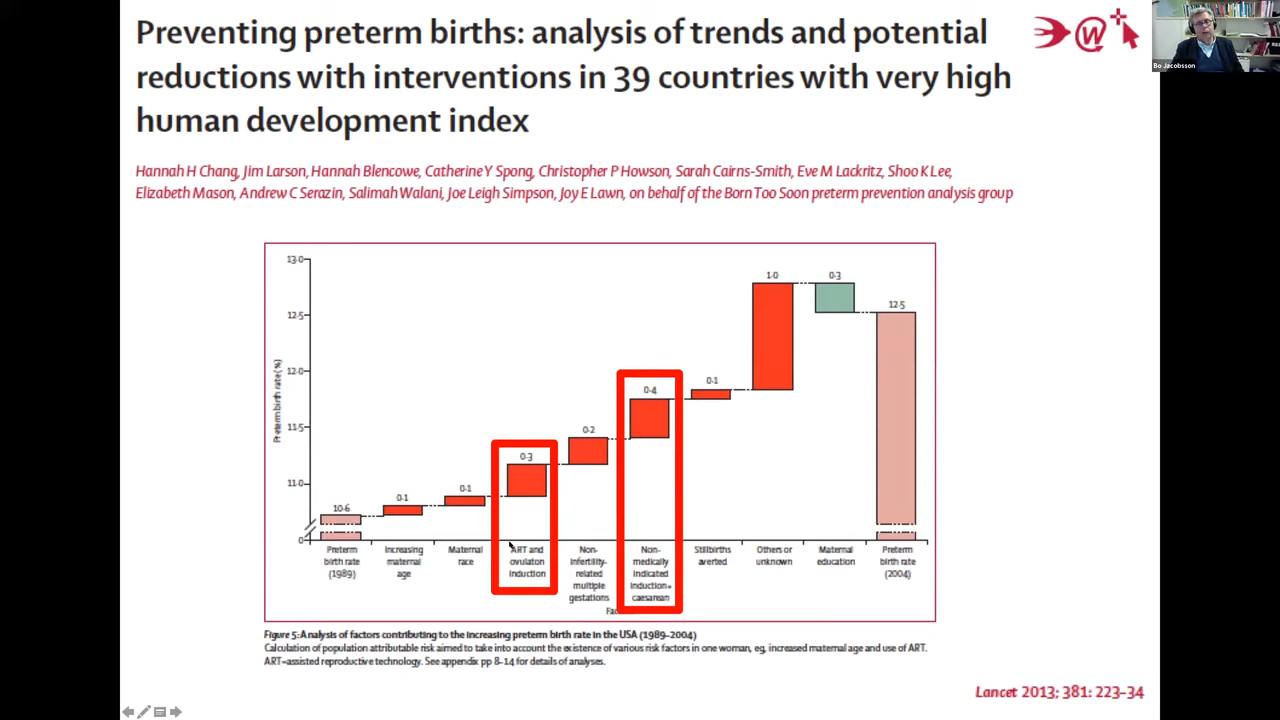 Preventing preterm births: analysis of trends and potential
reductions with interventions in 39 countries with very high
human development index
Bo Jacobsson
Hannah H Chang, Jim Larson, Hannah Blencowe, Catherine Y Spong, Christopher P Howson, Sarah Cairns-Smith, Eve M Lackritz, Shoo K Lee,
Elizabeth Mason, Andrew C Serazin, Salimah Walani, Joe Leigh Simpson, Joy E Lawn, on behalf of the Born Too Soon preterm prevention analysis group
13·0
12·5
12·0
11·5
11·0
0
Preterm birth rate (%)
10·6
0·1
0·1
0·3
0·2
0·4
0·1
1·0
0·3
12·5
Preterm
birth rate
(1989)
Increasing
maternal
age
Maternal
race
ART and
ovulaton
induction
Non-
infertility-
related
multiple
gestations
Non-
medically
indicated
induction+
caesarean
Stillbirths
averted
Others or
unknown
Maternal
education
Preterm
birth rate
(2004)
Figure 5: Analysis of factors contributing to the increasing preterm birth rate in the USA (1989–2004)
Calculation of population attributable risk aimed to take into account the existence of various risk factors in one woman, eg, increased maternal age and use of ART.
ART=assisted reproductive technology. See appendix pp 8–14 for details of analyses.
Lancet 2013; 381: 223–34